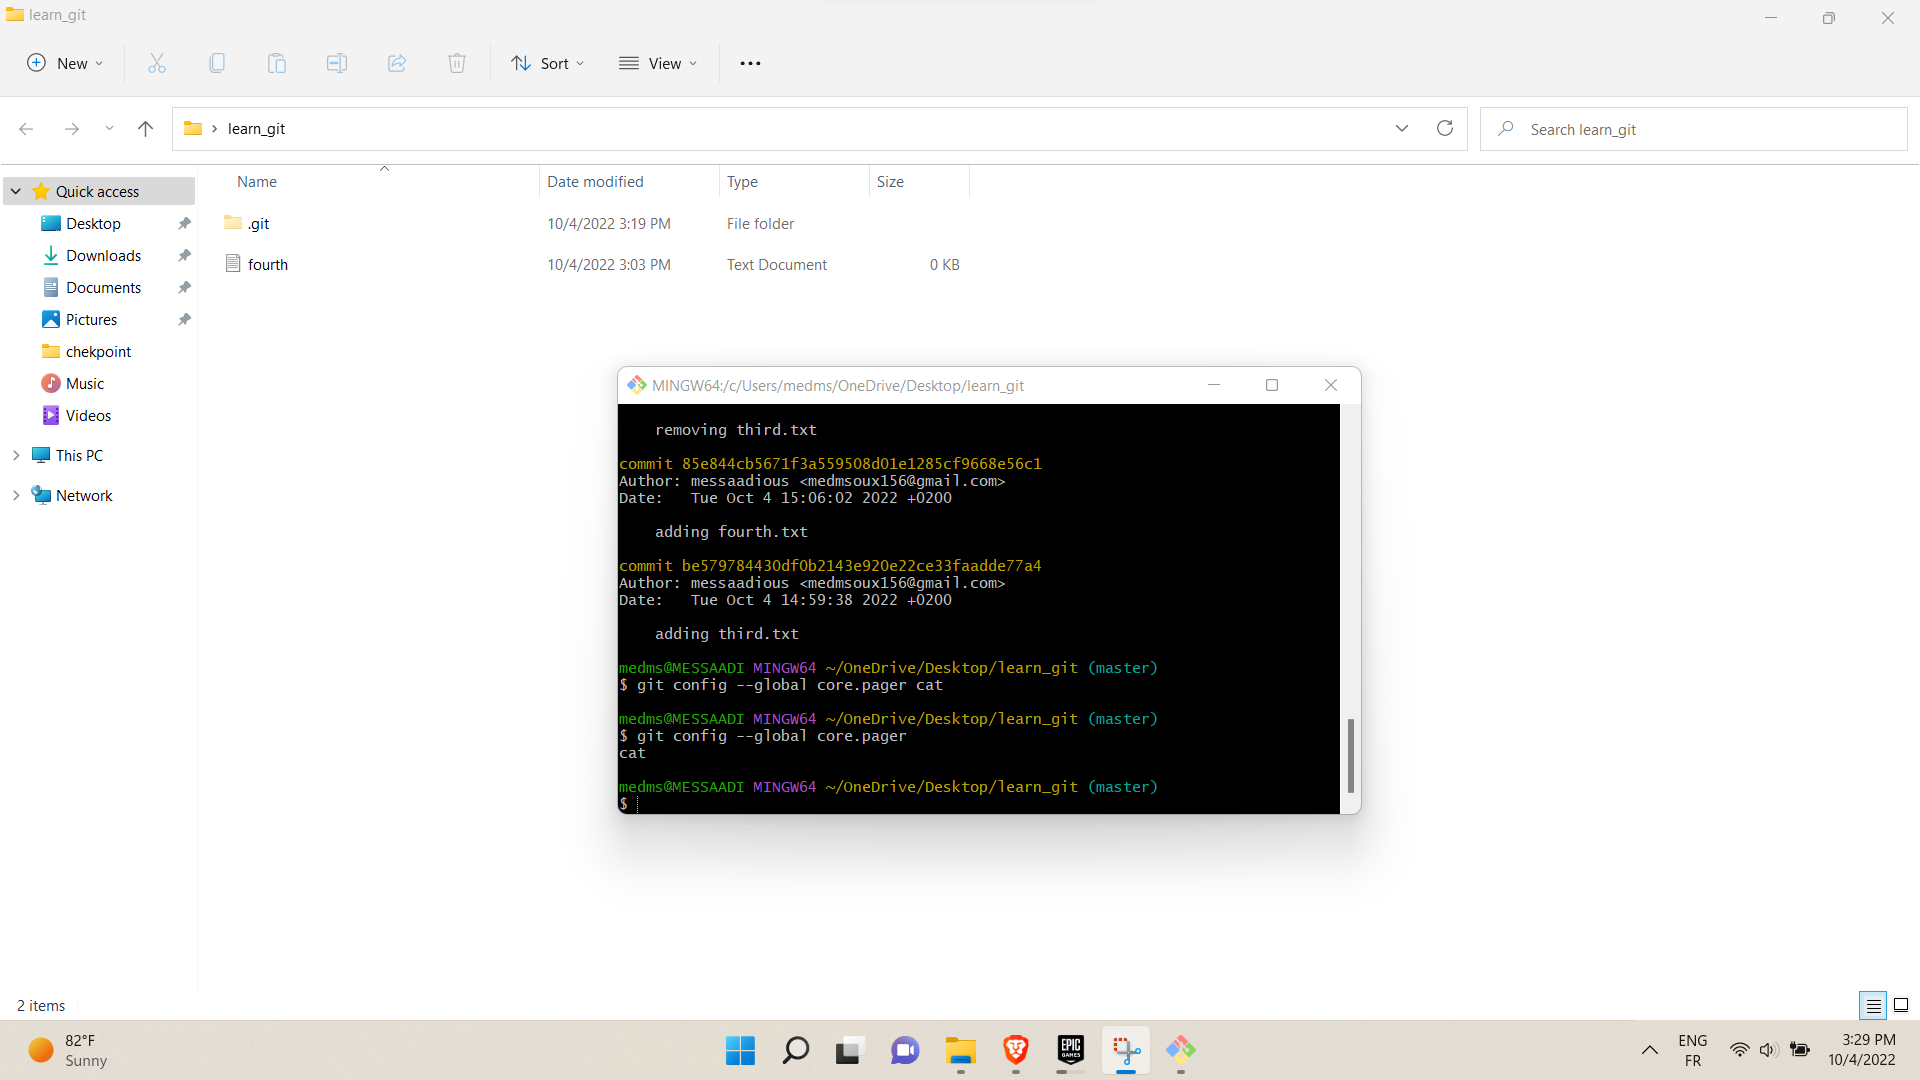 learn_git
New
Sort
View
learn_git
Search learn_git
Name
Date modified
Type
Size
Quick access
Desktop
Downloads
Documents
Pictures
chekpoint
Music
Videos
This PC
Network
.git 10/4/2022 3:19 PM File folder
fourth 10/4/2022 3:03 PM Text Document 0 KB
MINGW64:/c/Users/medms/OneDrive/Desktop/learn_git
removing third.txt
commit 85e844cb5671f3a559508d01e1285cf9668e56c1
Author: messaadious <medmsoux156@gmail.com>
Date:   Tue Oct 4 15:06:02 2022 +0200
adding fourth.txt
commit be579784430df0b2143e920e22ce33faadde77a4
Author: messaadious <medmsoux156@gmail.com>
Date:   Tue Oct 4 14:59:38 2022 +0200
adding third.txt
medms@MESSAADI MINGW64 ~/OneDrive/Desktop/learn_git (master)
$ git config --global core.pager cat
medms@MESSAADI MINGW64 ~/OneDrive/Desktop/learn_git (master)
$ git config --global core.pager
cat
medms@MESSAADI MINGW64 ~/OneDrive/Desktop/learn_git (master)
$
2 items
82°F
Sunny
EPIC
GAMES
ENG
FR
3:29 PM
10/4/2022